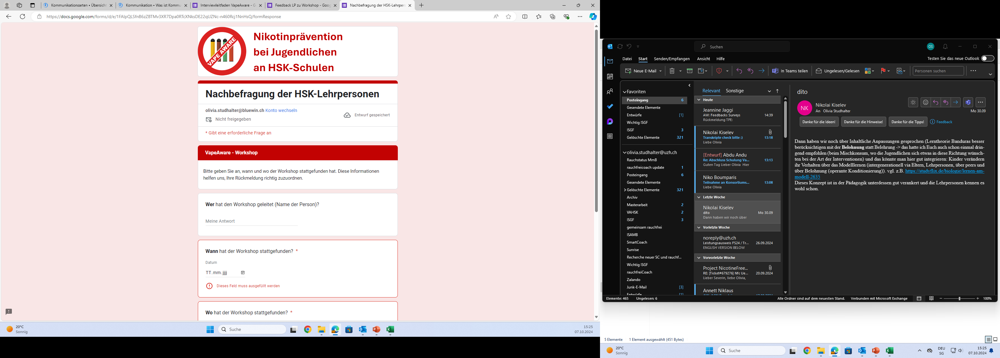 Kommunikationsarten • Übersicht
Kommunikation • Was ist Kommu
Interviewleitfaden VapeAware - G
Feedback LP zu Workshop - Goog
Nachbefragung der HSK-Lehrpers
https://docs.google.com/forms/d/e/1FAIpQLSfnB6zZBTMv3XR7Dpa0RTcXNksDE22qUZNc-n460Rcj1NnHsQ/formResponse
VAPE AWARE
Nikotinprävention
bei Jugendlichen
an HSK-Schulen
Nachbefragung der HSK-Lehrpersonen
olivia.studhalter@bluewin.ch Konto wechseln
Entwurf gespeichert
Nicht freigegeben
* Gibt eine erforderliche Frage an
VapeAware - Workshop
Bitte geben Sie an, wann und wo der Workshop stattgefunden hat. Diese Informationen
helfen uns, Ihre Rückmeldung richtig zuzuordnen.
Wer hat den Workshop geleitet (Name der Person)?
Meine Antwort
Wann hat der Workshop stattgefunden? *
Datum
TT.mm.jjjj
Dieses Feld muss ausgefüllt werden
Wo hat der Workshop stattgefunden? *
20°C
Sonnig
Suche
15:25
07.10.2024
Suchen
OS
Datei Start Senden/Empfangen Ansicht Hilfe
Testen Sie das neue Outlook
Neue E-Mail
In Teams teilen
Ungelesen/Gelesen
Personen suchen
Favoriten
Posteingang 6
Gesendete Elemente
Entwürfe [1]
Wichtig ISGF
ISGF 3
Gelöschte Elemente 321
olivia.studhalter@uzh.ch
Rauchstatus MmB
rauchfreicoach update 1
Posteingang 6
Gesendete Elemente
Gelöschte Elemente 321
Archiv
Masterarbeit 2
VAHSK 2
ISGF 3
gemeinsam rauchfrei
ISAMB
SmartCoach
Sunrise
Recherche neuer SC und rauchf...
Wichtig ISGF
rauchfreiCoach
Zalando
Junk-E-Mail [3]
Entwürfe [1]
Relevant Sonstige
Heute
Jeannine Jaggi
AW: Feedbacks Surveys 14:39
Rückmeldung TPE:
Nikolai Kiselev
Transkripte check bitte :) 13:18
Liebe Olivia
[Entwurf] Abdu Andu
Re: Abschluss Schulung Va... 13:13
Guten Tag Lieber Olivia Hier
Niko Boumparis
Teilnahme an Konsortiums... 13:08
Liebe Olivia
Letzte Woche
Nikolai Kiselev
dito Mo 30.09
Dann haben wir noch über
Vorletzte Woche
noreply@uzh.ch
Leistungsausweis FS24 / Tr... 26.09.2024
ENGLISH VERSION BELOW
Vorvorletzte Woche
Project NicotineFree...
RE: [Ticket#679276] Nfc Ue... 20.09.2024
Lieber Severin, liebe Olivia,
Annett Niklaus
dito
NK
Nikolai Kiselev
An Olivia Studhalter
Mo 30.09
Danke für die Ideen!
Danke für die Hinweise!
Danke für die Tipps!
Feedback
Dann haben wir noch über Inhaltliche Anpassungen gesprochen (Lerntheorie Banduras besser
berücksichtigen mit der Belohnung statt Belehrung -> das hatte ich Euch auch schon einmal drin-
gend empfohlen (beim Mischkonsum, wo die Jugendlichen sich etwas in diese Richtung wünsch-
ten bei der Art der Interventionen) und das könnte man hier gut integrieren: Kinder verändern
ihr Verhalten über das Modelllernen (intergenerationell via Eltern, Lehrpersonen, über peers und
über Belohnung (operante Konditionierung)). vgl. z.B. https://studyflix.de/biologie/lernen-am-
modell-2635
Dieses Konzept ist in der Pädagogik unterdessen gut verankert und die Lehrpersonen kennen es
wohl schon.
Elemente: 465 Ungelesen: 6
Alle Ordner sind auf dem neuesten Stand. Verbunden mit Microsoft Exchange
100%
5 Elemente 1 Element ausgewählt (451 Bytes)
20°C
Sonnig
Suche
DEU
SG
15:25
07.10.2024